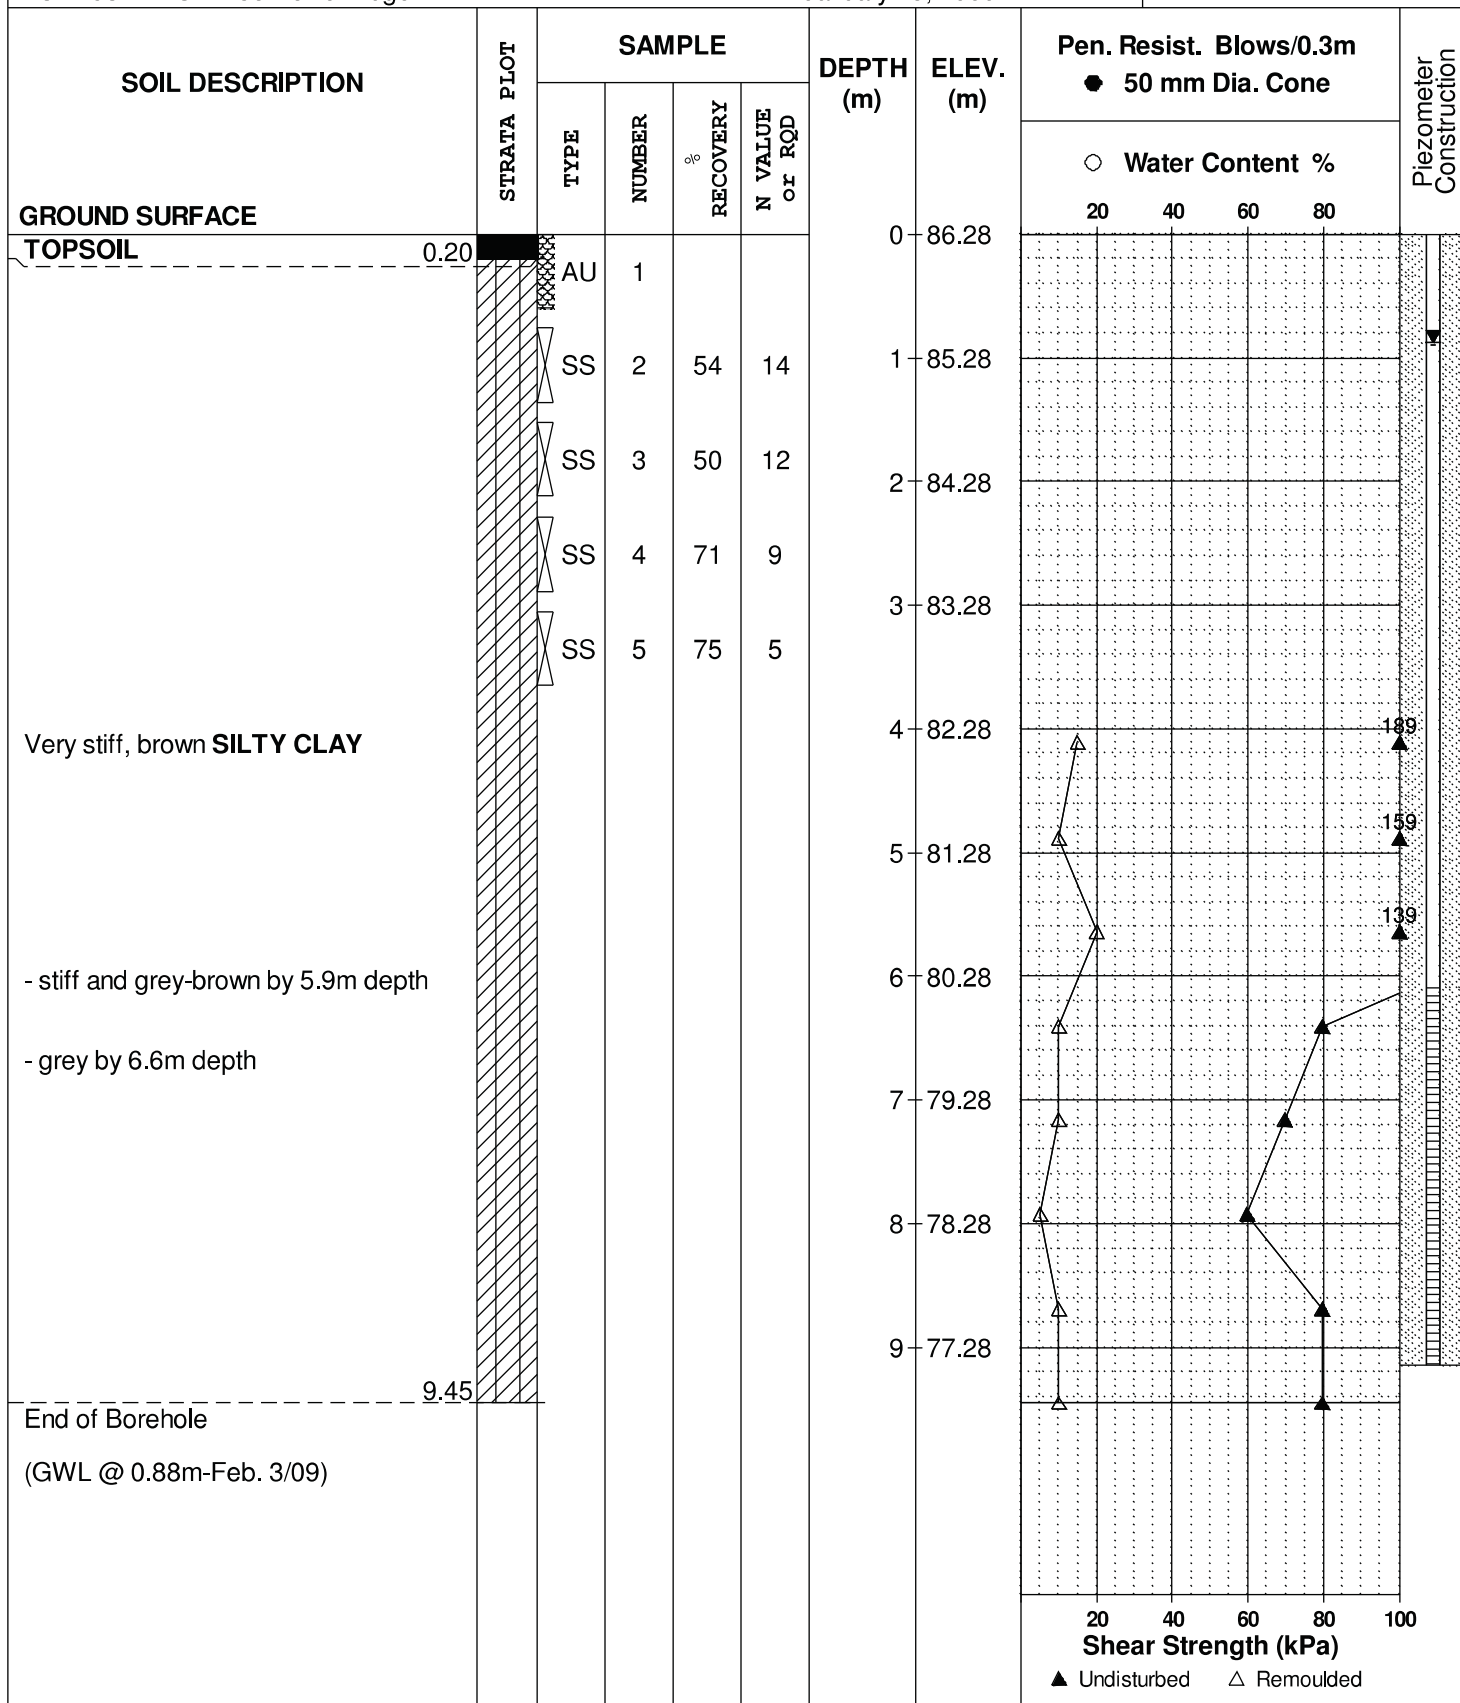 SOIL DESCRIPTION
GROUND SURFACE
STRATA PLOT
SAMPLE
TYPE
NUMBER
% RECOVERY
N VALUE or RQD
DEPTH (m)
ELEV. (m)
Pen. Resist. Blows/0.3m
● 50 mm Dia. Cone
○ Water Content %
20 40 60 80
Piezometer Construction
TOPSOIL 0.20
AU 1
SS 2 54 14
SS 3 50 12
SS 4 71 9
SS 5 75 5
0 86.28
1 85.28
2 84.28
3 83.28
4 82.28
5 81.28
6 80.28
7 79.28
8 78.28
9 77.28
189
159
139
Very stiff, brown SILTY CLAY
- stiff and grey-brown by 5.9m depth
- grey by 6.6m depth
9.45
End of Borehole
(GWL @ 0.88m-Feb. 3/09)
20 40 60 80 100
Shear Strength (kPa)
▲ Undisturbed △ Remoulded